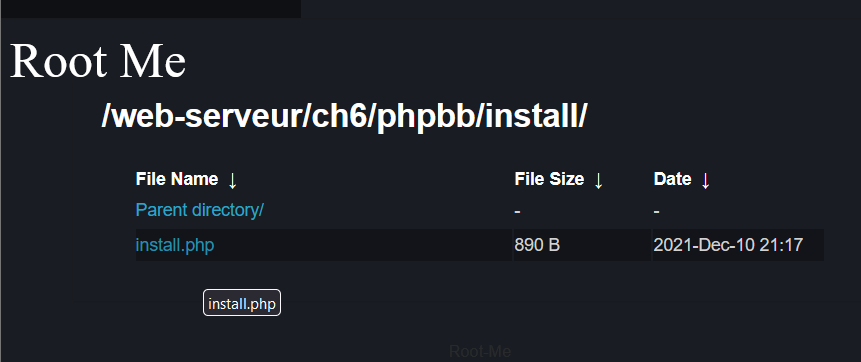 Root Me
/web-serveur/ch6/phpbb/install/
File Name ↓ File Size ↓ Date ↓
Parent directory/ - -
install.php 890 B 2021-Dec-10 21:17
install.php
Root-Me